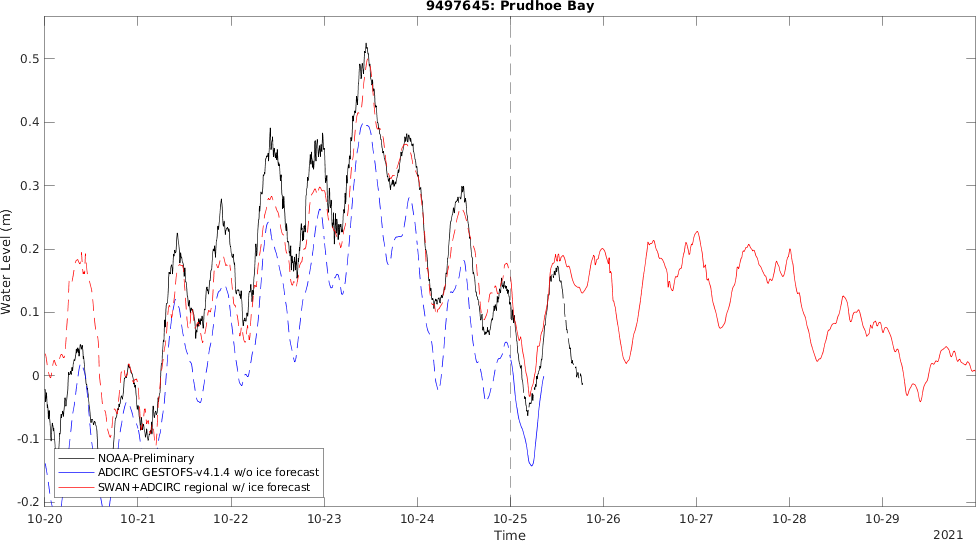 9497645: Prudhoe Bay
Water Level (m)
0.5
0.4
0.3
0.2
0.1
0
-0.1
-0.2
NOAA-Preliminary
ADCIRC GESTOFS-v4.1.4 w/o ice forecast
SWAN+ADCIRC regional w/ ice forecast
10-20 10-21 10-22 10-23 10-24 10-25 10-26 10-27 10-28 10-29
Time
2021